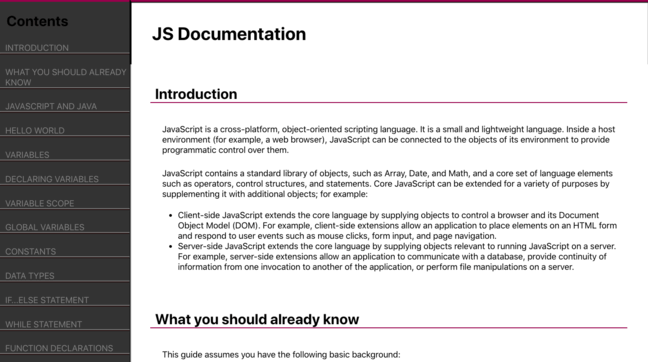 Contents
INTRODUCTION
WHAT YOU SHOULD ALREADY
KNOW
JAVASCRIPT AND JAVA
HELLO WORLD
VARIABLES
DECLARING VARIABLES
VARIABLE SCOPE
GLOBAL VARIABLES
CONSTANTS
DATA TYPES
IF...ELSE STATEMENT
WHILE STATEMENT
FUNCTION DECLARATIONS
JS Documentation
Introduction
JavaScript is a cross-platform, object-oriented scripting language. It is a small and lightweight language. Inside a host
environment (for example, a web browser), JavaScript can be connected to the objects of its environment to provide
programmatic control over them.
JavaScript contains a standard library of objects, such as Array, Date, and Math, and a core set of language elements
such as operators, control structures, and statements. Core JavaScript can be extended for a variety of purposes by
supplementing it with additional objects; for example:
• Client-side JavaScript extends the core language by supplying objects to control a browser and its Document
Object Model (DOM). For example, client-side extensions allow an application to place elements on an HTML form
and respond to user events such as mouse clicks, form input, and page navigation.
• Server-side JavaScript extends the core language by supplying objects relevant to running JavaScript on a server.
For example, server-side extensions allow an application to communicate with a database, provide continuity of
information from one invocation to another of the application, or perform file manipulations on a server.
What you should already know
This guide assumes you have the following basic background: